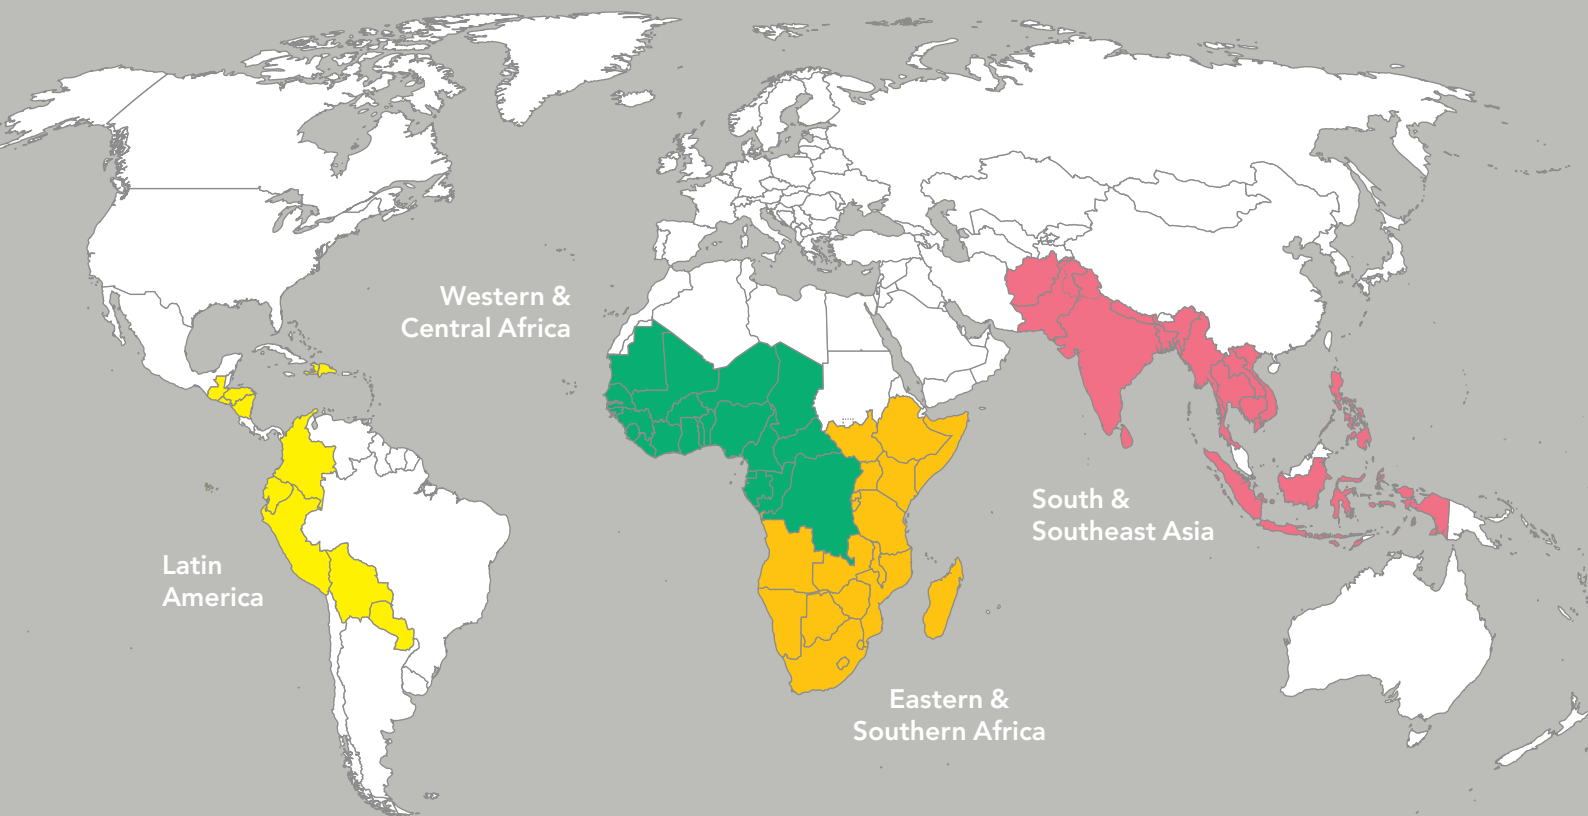 Western &
Central Africa
South &
Southeast Asia
Latin
America
Eastern &
Southern Africa